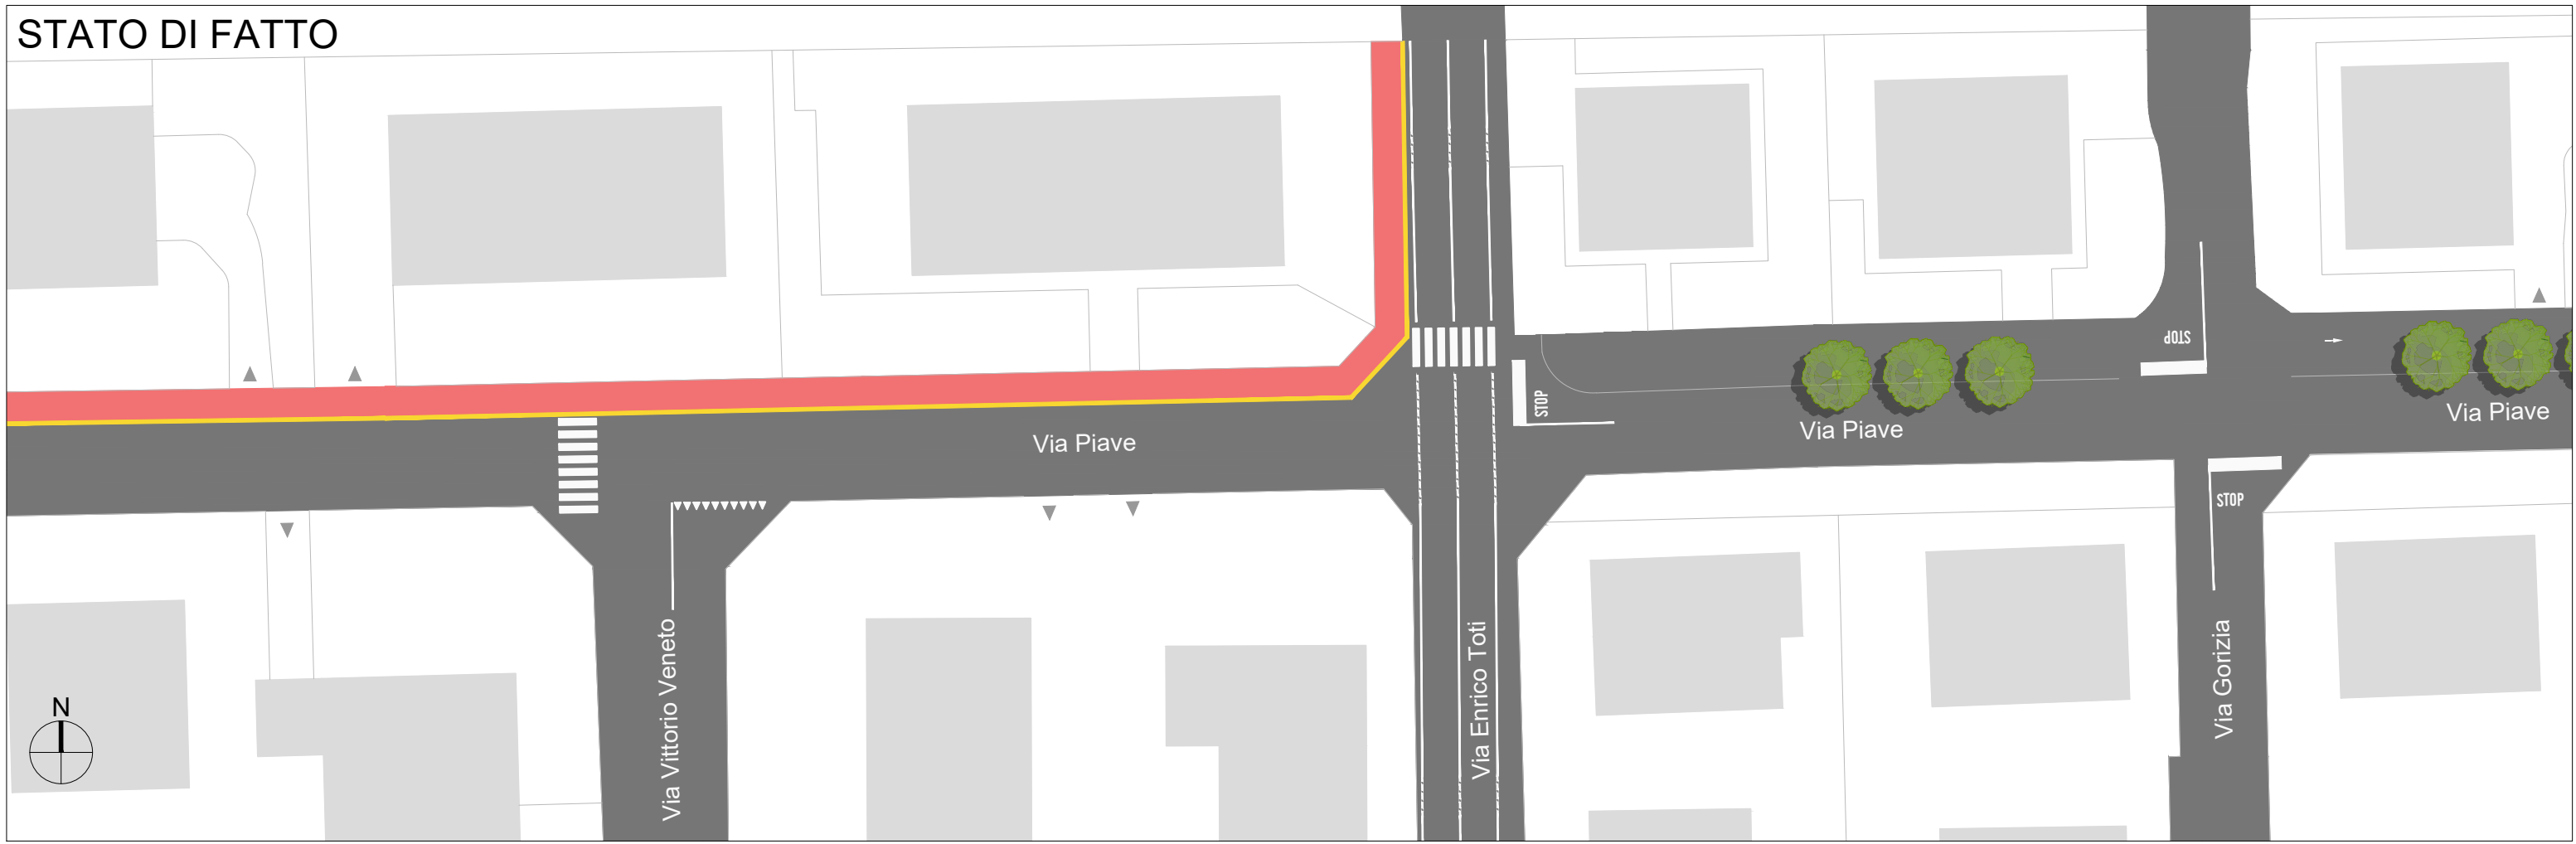 STATO DI FATTO
STOP
STOP
Via Piave
Via Piave
Via Piave
STOP
Via Vittorio Veneto
Via Enrico Toti
Via Gorizia
N